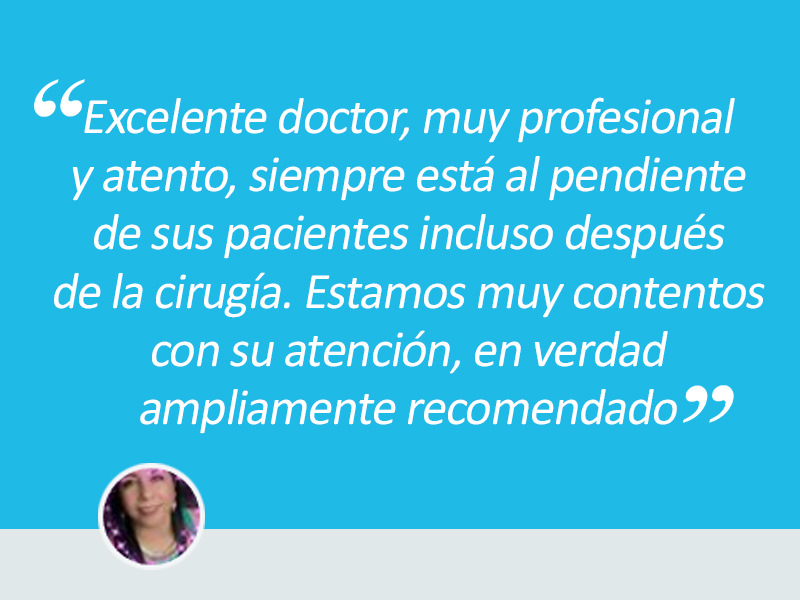 “Excelente doctor, muy profesional
y atento, siempre está al pendiente
de sus pacientes incluso después
de la cirugía. Estamos muy contentos
con su atención, en verdad
ampliamente recomendado”